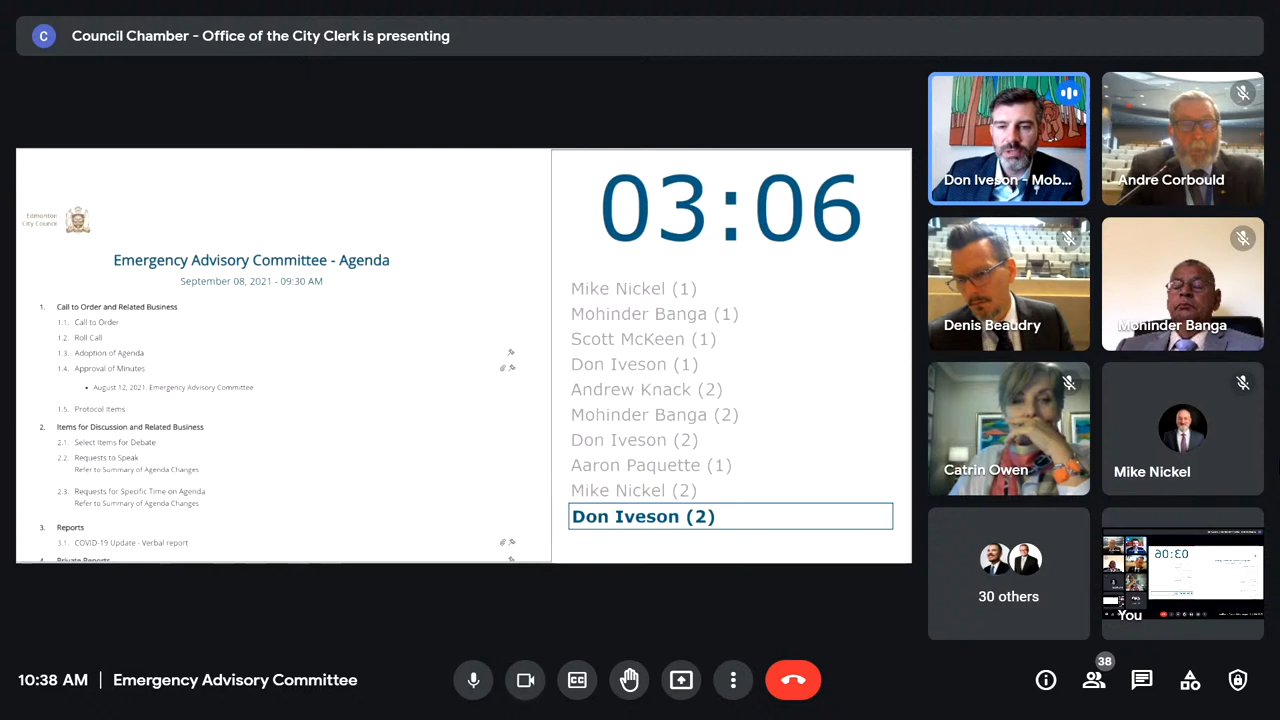 C
Council Chamber - Office of the City Clerk is presenting
Edmonton
City Council
Emergency Advisory Committee - Agenda
September 08, 2021 - 09:30 AM
1. Call to Order and Related Business
1.1. Call to Order
1.2. Roll Call
1.3. Adoption of Agenda
1.4. Approval of Minutes
• August 12, 2021, Emergency Advisory Committee
1.5. Protocol Items
2. Items for Discussion and Related Business
2.1. Select Items for Debate
2.2. Requests to Speak
Refer to Summary of Agenda Changes
2.3. Requests for Specific Time on Agenda
Refer to Summary of Agenda Changes
3. Reports
3.1. COVID-19 Update - Verbal report
4. Private Reports
03:06
Mike Nickel (1)
Mohinder Banga (1)
Scott McKeen (1)
Don Iveson (1)
Andrew Knack (2)
Mohinder Banga (2)
Don Iveson (2)
Aaron Paquette (1)
Mike Nickel (2)
Don Iveson (2)
Don Iveson - Mob...
Andre Corbould
Denis Beaudry
Mohinder Banga
Catrin Owen
Mike Nickel
30 others
03:06
You
10:38 AM | Emergency Advisory Committee
CC
38